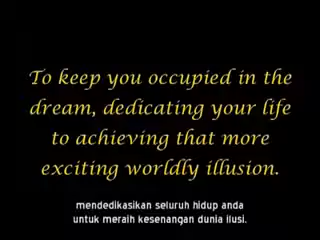 To keep you occupied in the
dream, dedicating your life
to achieving that more
exciting worldly illusion.
mendedikasikan seluruh hidup anda
untuk meraih kesenangan dunia ilusi.